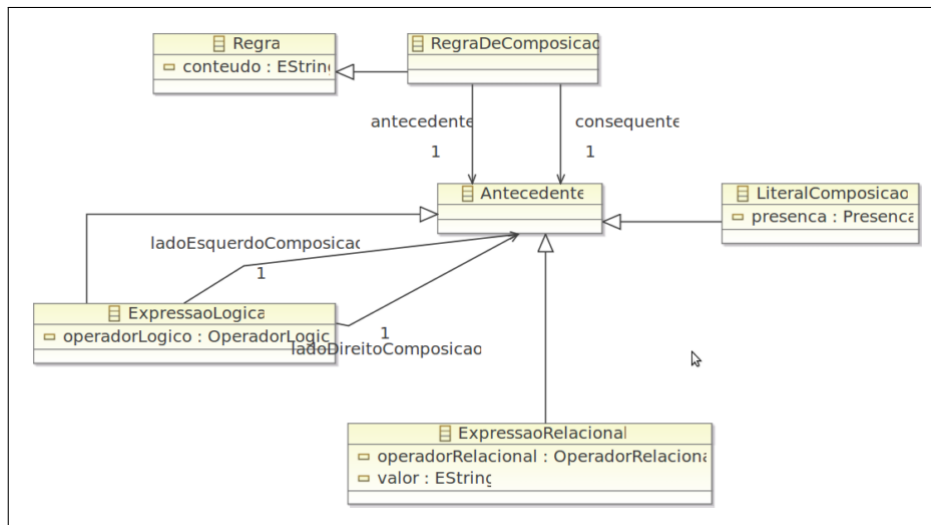 Regra
conteudo : EString
RegraDeComposicao
antecedente
1
consequente
1
Antecedente
LiteralComposicao
presenca : Presenca
ladoEsquerdoComposicao
1
ExpressaoLogica
operadorLogico : OperadorLogic
1
ladoDireitoComposicao
ExpressaoRelacional
operadorRelacional : OperadorRelaciona
valor : EString